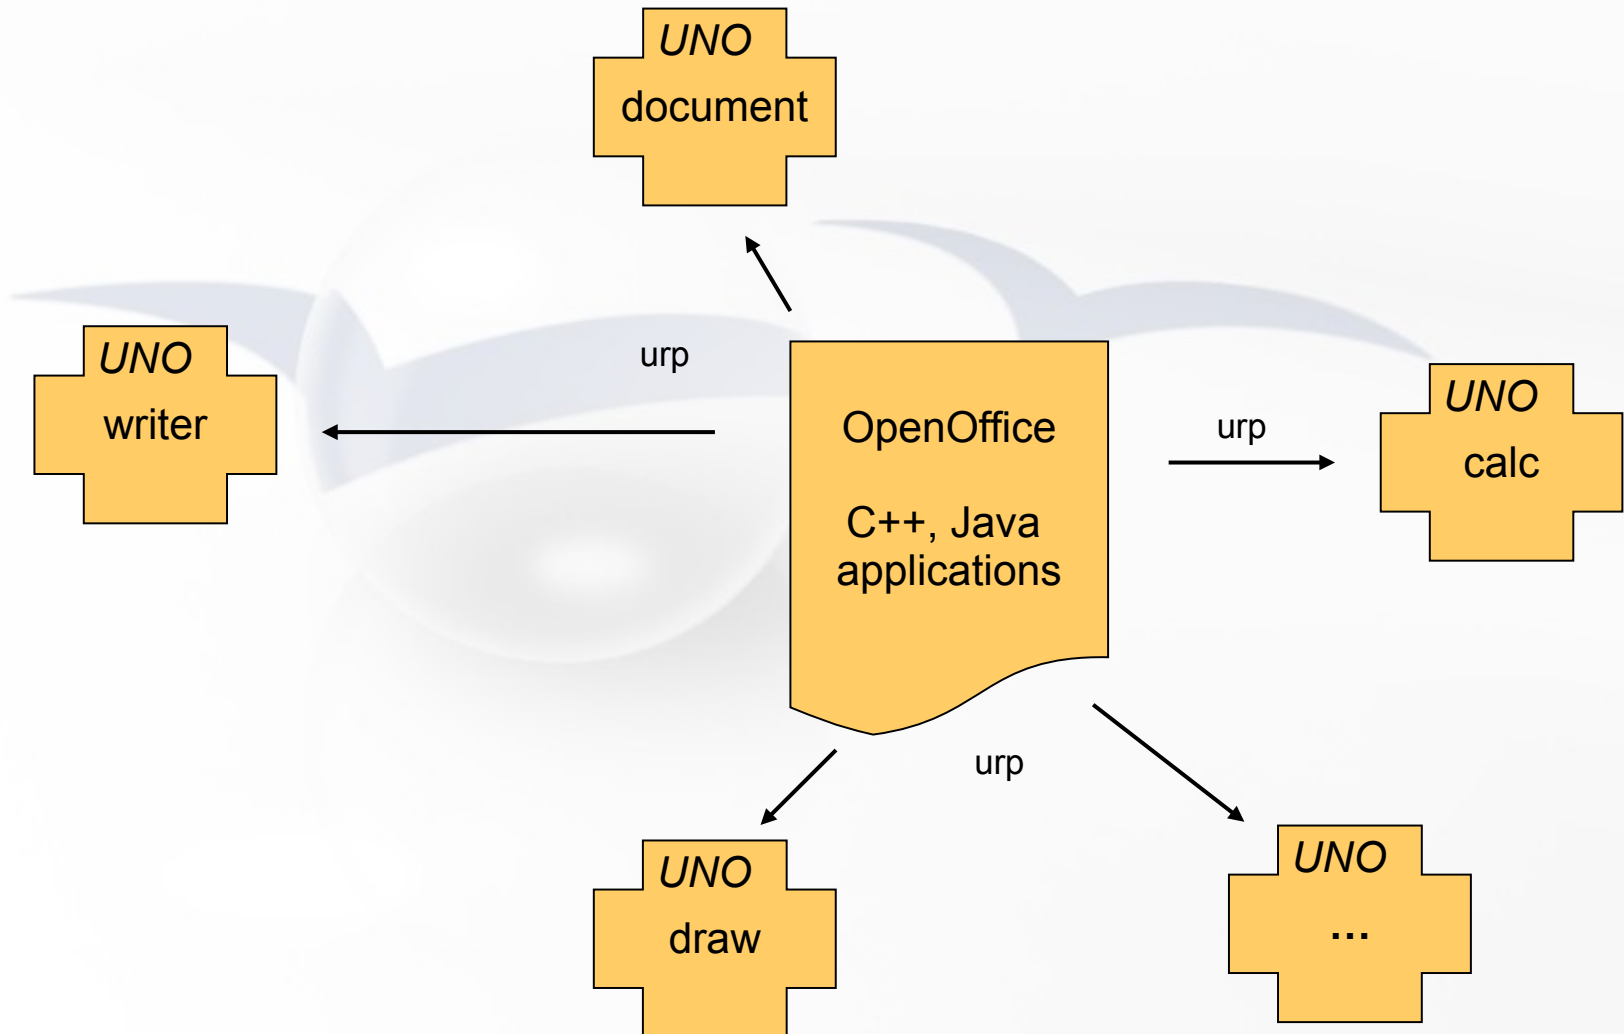 UNO
document
urp
UNO
writer
OpenOffice
C++, Java
applications
urp
UNO
calc
urp
UNO
draw
UNO
...